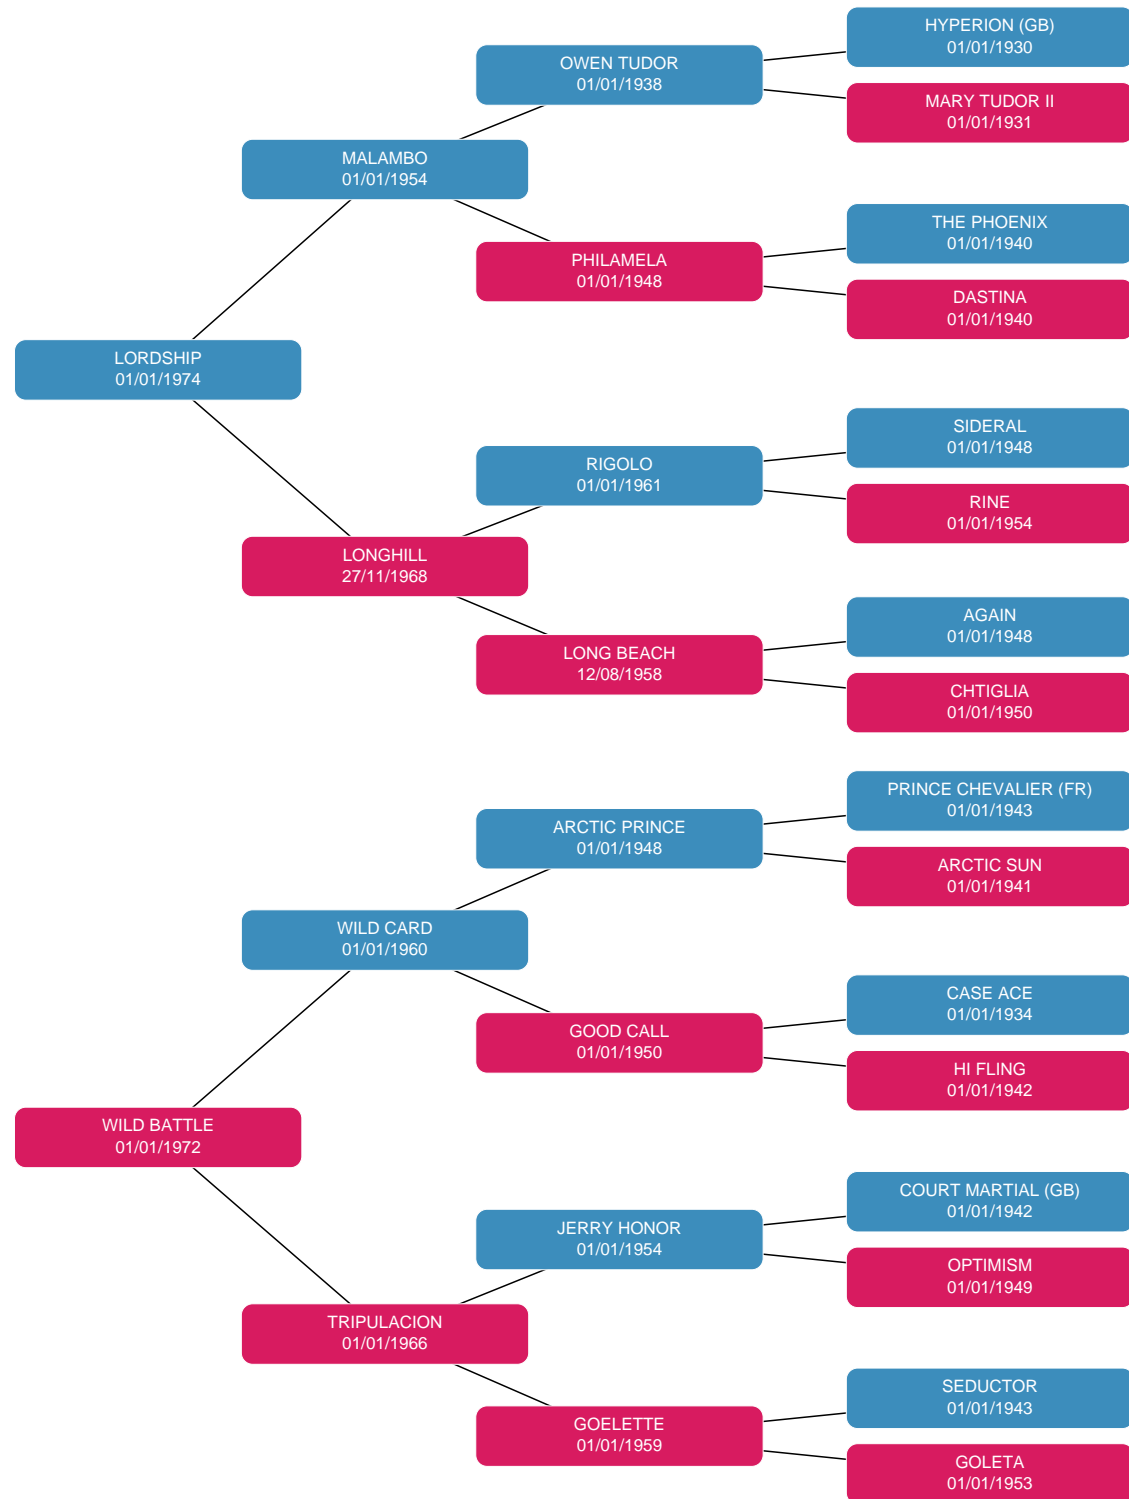 HYPERION (GB)
01/01/1930
OWEN TUDOR
01/01/1938
MARY TUDOR II
01/01/1931
MALAMBO
01/01/1954
THE PHOENIX
01/01/1940
PHILAMELA
01/01/1948
DASTINA
01/01/1940
LORDSHIP
01/01/1974
SIDERAL
01/01/1948
RIGOLO
01/01/1961
RINE
01/01/1954
LONGHILL
27/11/1968
AGAIN
01/01/1948
LONG BEACH
12/08/1958
CHTIGLIA
01/01/1950
PRINCE CHEVALIER (FR)
01/01/1943
ARCTIC PRINCE
01/01/1948
ARCTIC SUN
01/01/1941
WILD CARD
01/01/1960
CASE ACE
01/01/1934
GOOD CALL
01/01/1950
HI FLING
01/01/1942
WILD BATTLE
01/01/1972
COURT MARTIAL (GB)
01/01/1942
JERRY HONOR
01/01/1954
OPTIMISM
01/01/1949
TRIPULACION
01/01/1966
SEDUCTOR
01/01/1943
GOELETTE
01/01/1959
GOLETA
01/01/1953